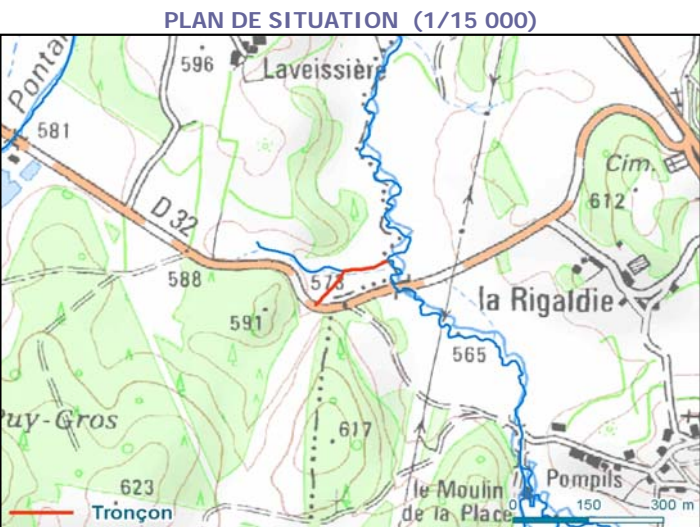 PLAN DE SITUATION (1/15 000)
596
Laveissière
581
Cim.
612
D 32
588
578
591
la Rigaldie
565
Puy-Gros
617
623
le Moulin
de la Place
Pompils
0 150 300 m
Tronçon